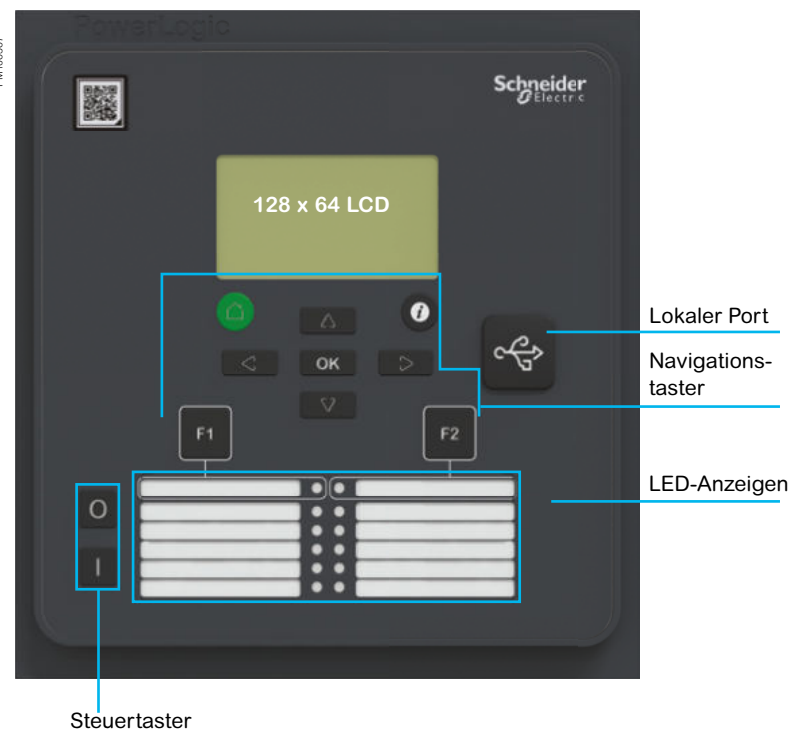 PowerLogic
Schneider
Electric
128 x 64 LCD
i
OK
F1
F2
O
I
Lokaler Port
Navigations-
taster
LED-Anzeigen
Steuertaster